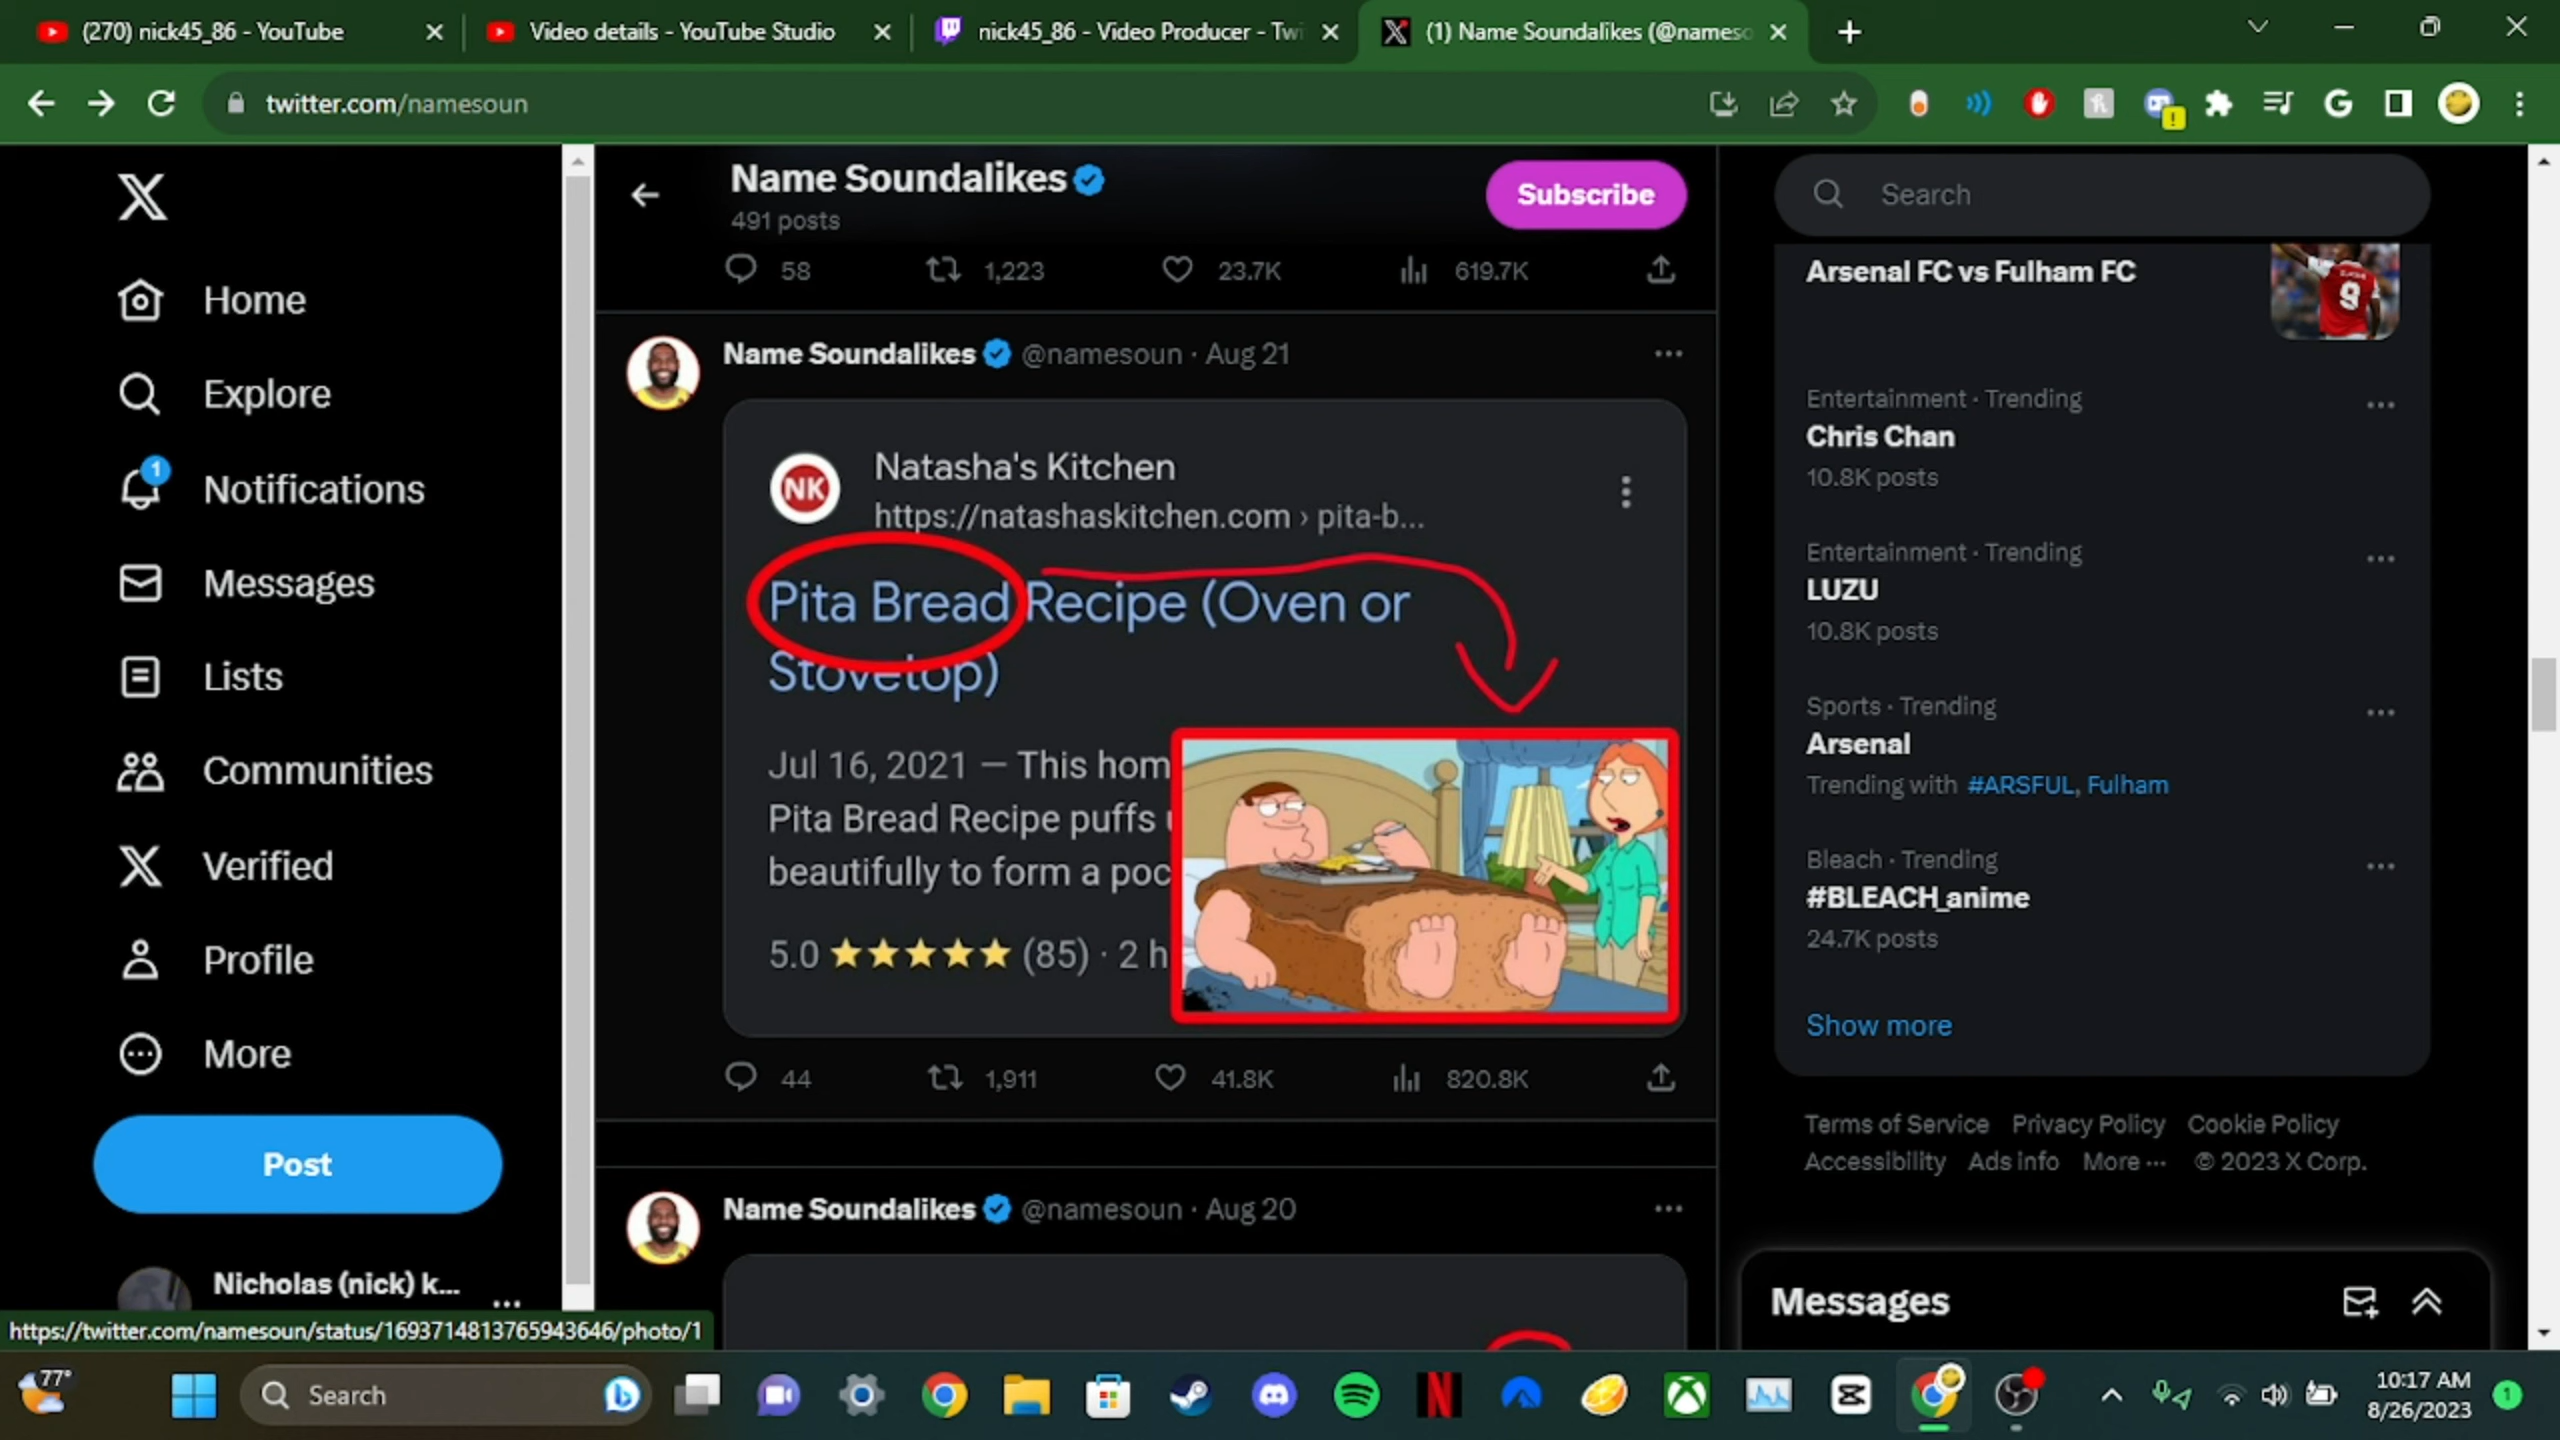 (270) nick45_86 - YouTube
Video details - YouTube Studio
nick45_86 - Video Producer - Twi
(1) Name Soundalikes (@nameso
twitter.com/namesoun
Home
Explore
1
Notifications
Messages
Lists
Communities
Verified
Profile
More
Post
Nicholas (nick) k...
https://twitter.com/namesoun/status/1693714813765943646/photo/1
Name Soundalikes
491 posts
Subscribe
58 1,223 23.7K 619.7K
Name Soundalikes @namesoun · Aug 21
NK
Natasha's Kitchen
https://natashaskitchen.com › pita-b...
Pita Bread Recipe (Oven or
Stovetop)
Jul 16, 2021 — This hom
Pita Bread Recipe puffs
beautifully to form a poc
5.0 ★★★★★ (85) · 2 h
44 1,911 41.8K 820.8K
Name Soundalikes @namesoun · Aug 20
Search
Arsenal FC vs Fulham FC
9
Entertainment · Trending
Chris Chan
10.8K posts
Entertainment · Trending
LUZU
10.8K posts
Sports · Trending
Arsenal
Trending with #ARSFUL, Fulham
Bleach · Trending
#BLEACH_anime
24.7K posts
Show more
Terms of Service Privacy Policy Cookie Policy
Accessibility Ads info More ··· © 2023 X Corp.
Messages
77°
Search
10:17 AM
8/26/2023
1